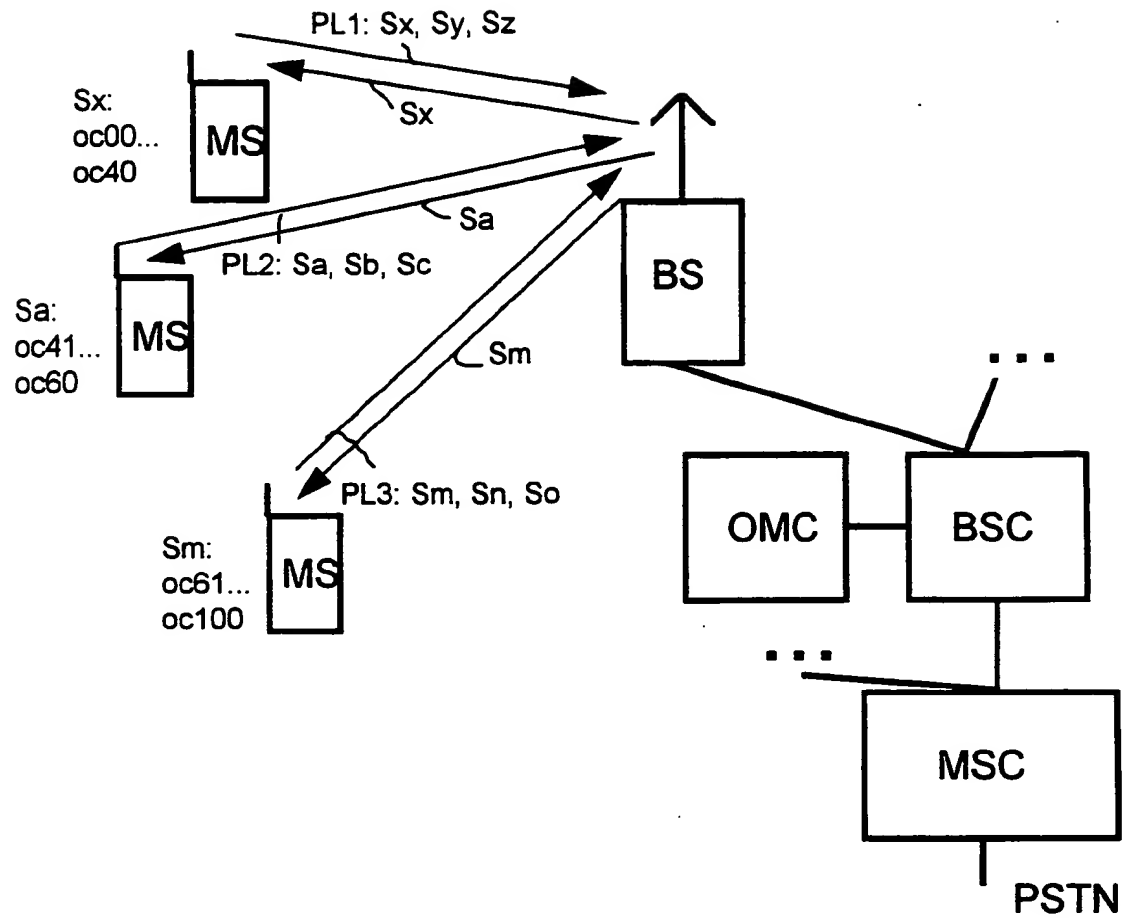 PL1: Sx, Sy, Sz
Sx
Sx:
oc00...
oc40
MS
Sa
PL2: Sa, Sb, Sc
BS
Sa:
oc41...
oc60
MS
Sm
...
PL3: Sm, Sn, So
OMC
BSC
Sm:
oc61...
oc100
MS
...
MSC
PSTN